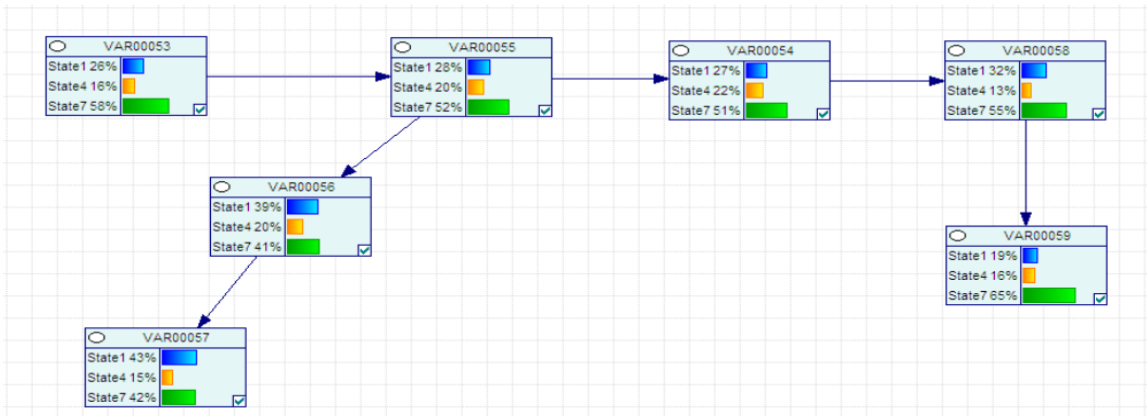 VAR00053
State1 26%
State4 16%
State7 58%
VAR00055
State1 28%
State4 20%
State7 52%
VAR00054
State1 27%
State4 22%
State7 51%
VAR00058
State1 32%
State4 13%
State7 55%
VAR00056
State1 39%
State4 20%
State7 41%
VAR00059
State1 19%
State4 16%
State7 65%
VAR00057
State1 43%
State4 15%
State7 42%